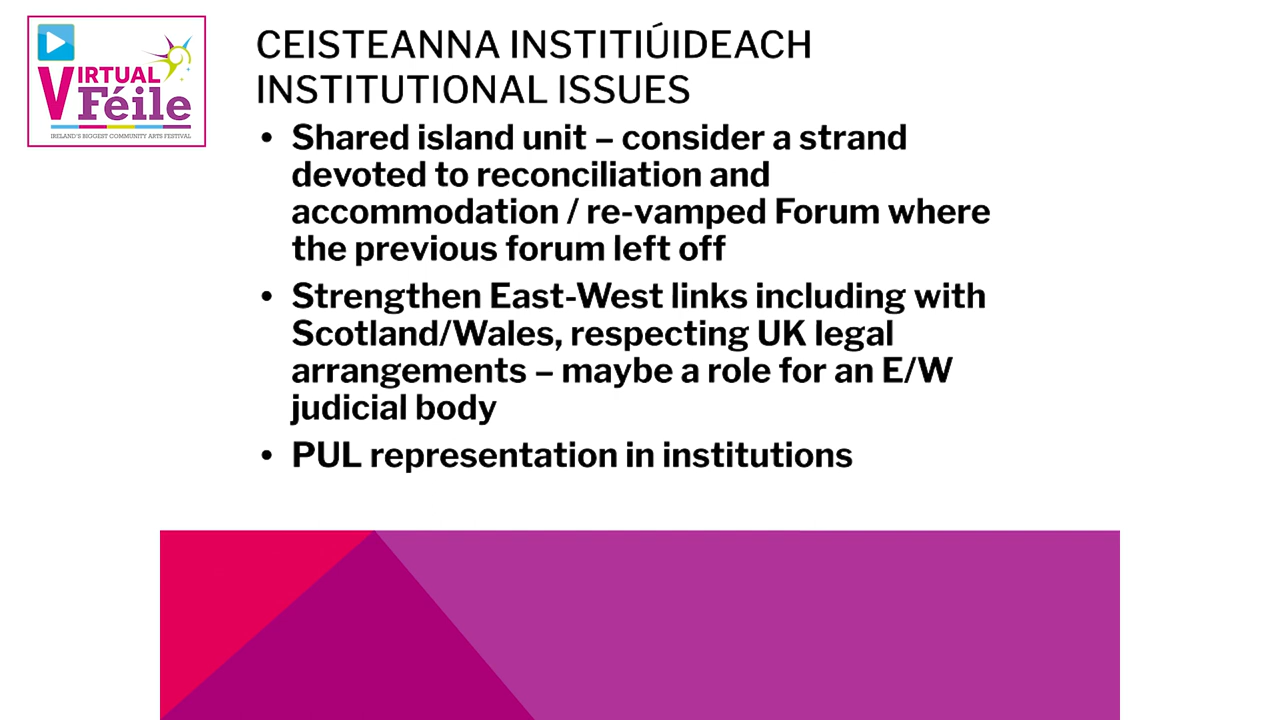 VIRTUAL
Féile
IRELAND'S BIGGEST COMMUNITY ARTS FESTIVAL
CEISTEANNA INSTITIÚIDEACH
INSTITUTIONAL ISSUES
• Shared island unit – consider a strand
devoted to reconciliation and
accommodation / re-vamped Forum where
the previous forum left off
• Strengthen East-West links including with
Scotland/Wales, respecting UK legal
arrangements – maybe a role for an E/W
judicial body
• PUL representation in institutions